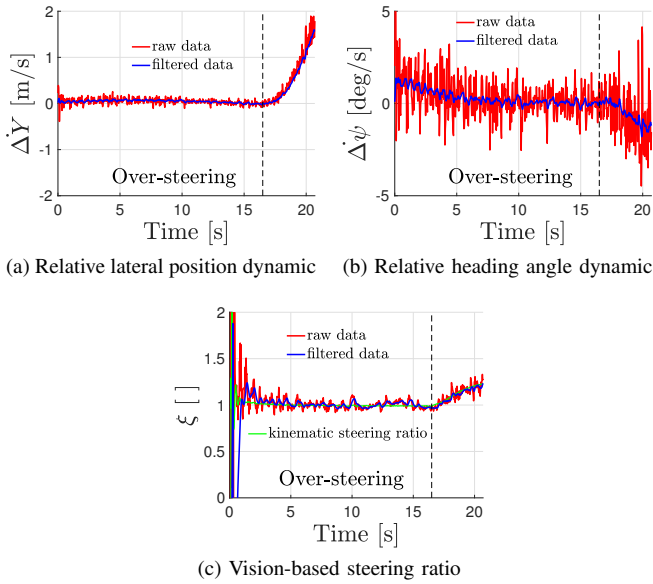 2
1
0
-1
-2
0
5
10
15
20
ΔẎ [m/s]
Time [s]
raw data
filtered data
Over-steering
5
0
-5
0
5
10
15
20
Δψ̇ [deg/s]
Time [s]
raw data
filtered data
Over-steering
(a) Relative lateral position dynamic
(b) Relative heading angle dynamic
2
1.5
1
0.5
0
0
5
10
15
20
ξ [ ]
Time [s]
raw data
filtered data
kinematic steering ratio
Over-steering
(c) Vision-based steering ratio